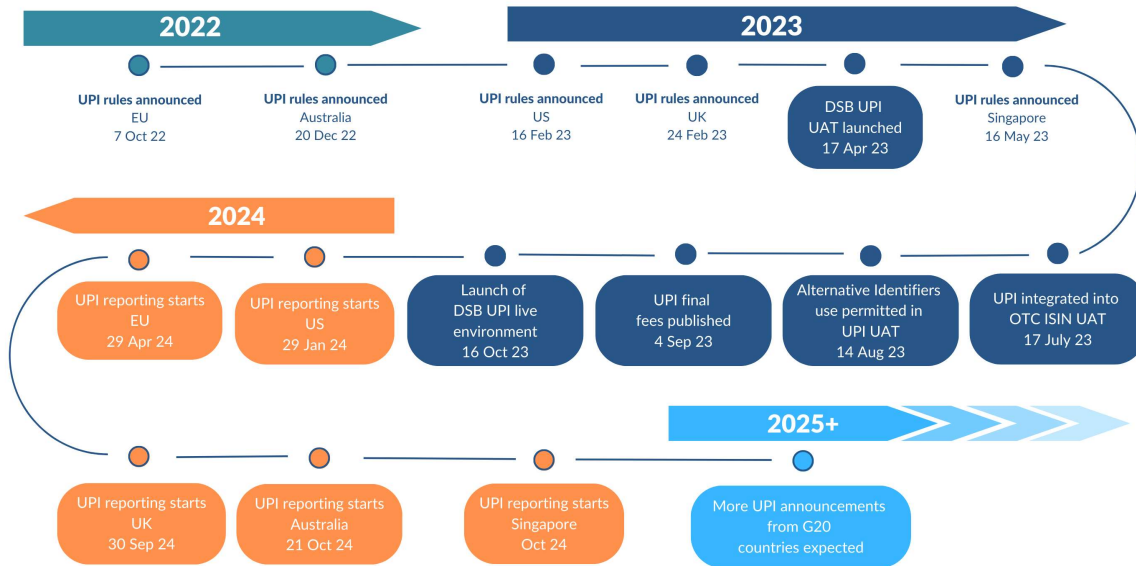 2022
2023
UPI rules announced
EU
7 Oct 22
UPI rules announced
Australia
20 Dec 22
UPI rules announced
US
16 Feb 23
UPI rules announced
UK
24 Feb 23
DSB UPI
UAT launched
17 Apr 23
UPI rules announced
Singapore
16 May 23
2024
UPI reporting starts
EU
29 Apr 24
UPI reporting starts
US
29 Jan 24
Launch of
DSB UPI live
environment
16 Oct 23
UPI final
fees published
4 Sep 23
Alternative Identifiers
use permitted in
UPI UAT
14 Aug 23
UPI integrated into
OTC ISIN UAT
17 July 23
2025+
UPI reporting starts
UK
30 Sep 24
UPI reporting starts
Australia
21 Oct 24
UPI reporting starts
Singapore
Oct 24
More UPI announcements
from G20
countries expected